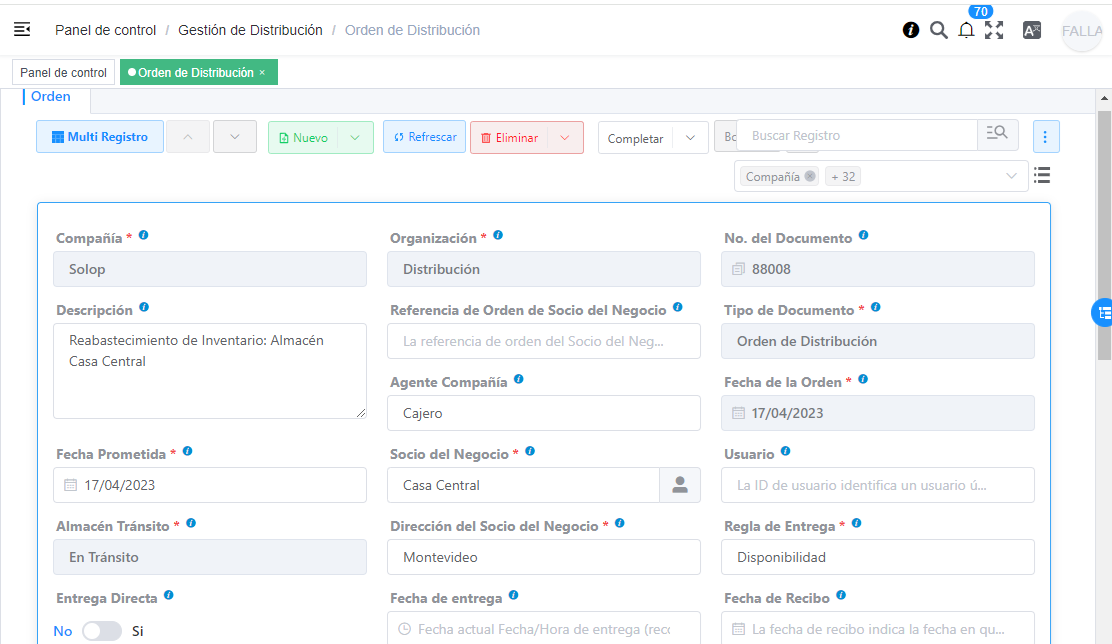 70
Panel de control / Gestión de Distribución / Orden de Distribución
FALLA
Panel de control
Orden de Distribución ×
Orden
Multi Registro
Nuevo
Refrescar
Eliminar
Completar
Buscar Registro
Compañía
+ 32
Compañía *
Organización *
No. del Documento
Solop
Distribución
88008
Descripción
Referencia de Orden de Socio del Negocio
Tipo de Documento *
Reabastecimiento de Inventario: Almacén
Casa Central
La referencia de orden del Socio del Neg...
Orden de Distribución
Agente Compañía
Fecha de la Orden *
Cajero
17/04/2023
Fecha Prometida *
Socio del Negocio *
Usuario
17/04/2023
Casa Central
La ID de usuario identifica un usuario ú...
Almacén Tránsito *
Dirección del Socio del Negocio *
Regla de Entrega *
En Tránsito
Montevideo
Disponibilidad
Entrega Directa
Fecha de entrega
Fecha de Recibo
No
Si
Fecha actual Fecha/Hora de entrega (reco
La fecha de recibo indica la fecha en qu...